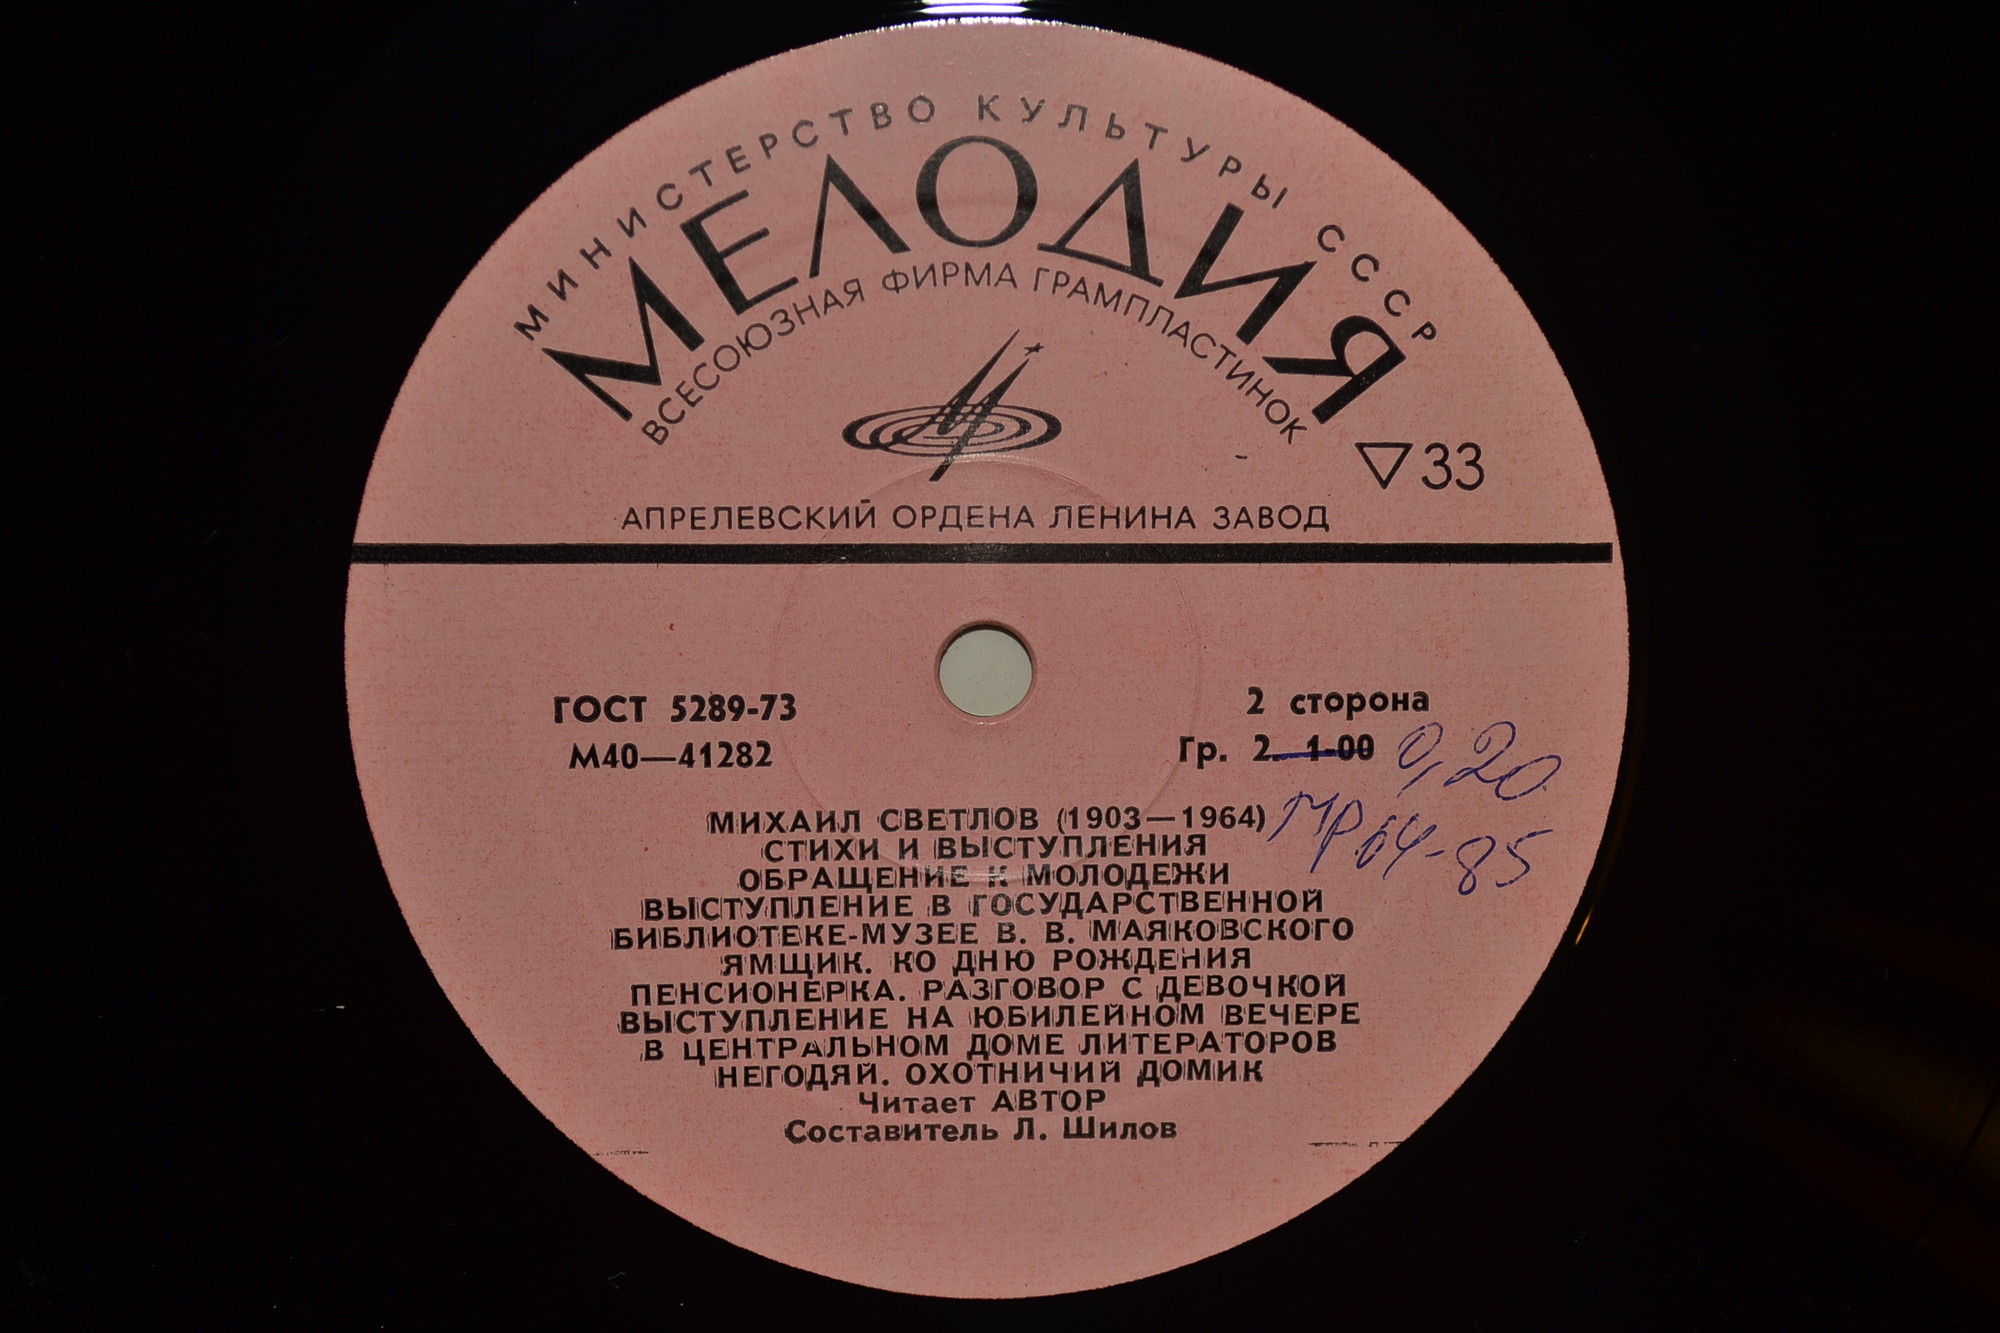 МИНИСТЕРСТВО КУЛЬТУРЫ СССР
МЕЛОДИЯ
ВСЕСОЮЗНАЯ ФИРМА ГРАМПЛАСТИНОК
▽33
АПРЕЛЕВСКИЙ ОРДЕНА ЛЕНИНА ЗАВОД
ГОСТ 5289-73
2 сторона
М40—41282
Гр. 2. 1-00 0,20
МИХАИЛ СВЕТЛОВ (1903—1964)
СТИХИ И ВЫСТУПЛЕНИЯ
ОБРАЩЕНИЕ К МОЛОДЕЖИ
ВЫСТУПЛЕНИЕ В ГОСУДАРСТВЕННОЙ
БИБЛИОТЕКЕ-МУЗЕЕ В. В. МАЯКОВСКОГО
ЯМЩИК. КО ДНЮ РОЖДЕНИЯ
ПЕНСИОНЕРКА. РАЗГОВОР С ДЕВОЧКОЙ
ВЫСТУПЛЕНИЕ НА ЮБИЛЕЙНОМ ВЕЧЕРЕ
В ЦЕНТРАЛЬНОМ ДОМЕ ЛИТЕРАТОРОВ
НЕГОДЯЙ. ОХОТНИЧИЙ ДОМИК
Читает АВТОР
Составитель Л. Шилов